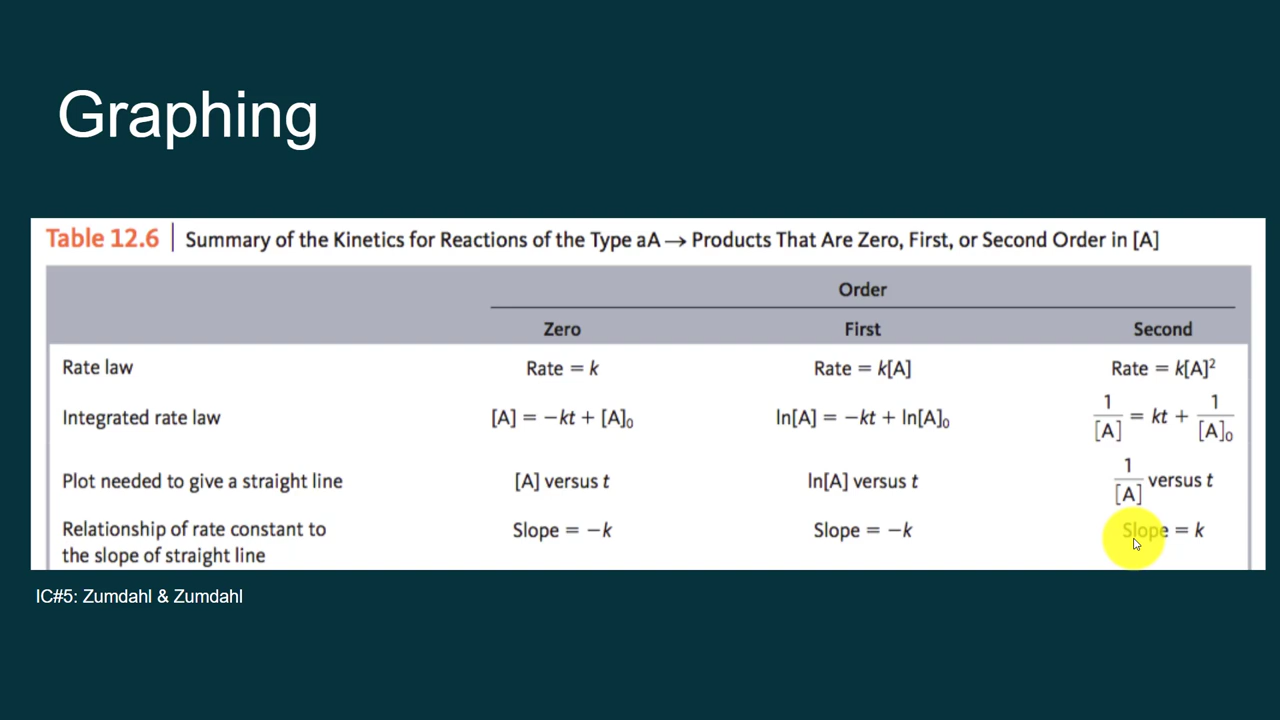 Graphing
Table 12.6 | Summary of the Kinetics for Reactions of the Type aA → Products That Are Zero, First, or Second Order in [A]
Order
Zero First Second
Rate law Rate = k Rate = k[A] Rate = k[A]²
Integrated rate law [A] = −kt + [A]₀ ln[A] = −kt + ln[A]₀ 1/[A] = kt + 1/[A]₀
Plot needed to give a straight line [A] versus t ln[A] versus t 1/[A] versus t
Relationship of rate constant to Slope = −k Slope = −k Slope = k
the slope of straight line
IC#5: Zumdahl & Zumdahl